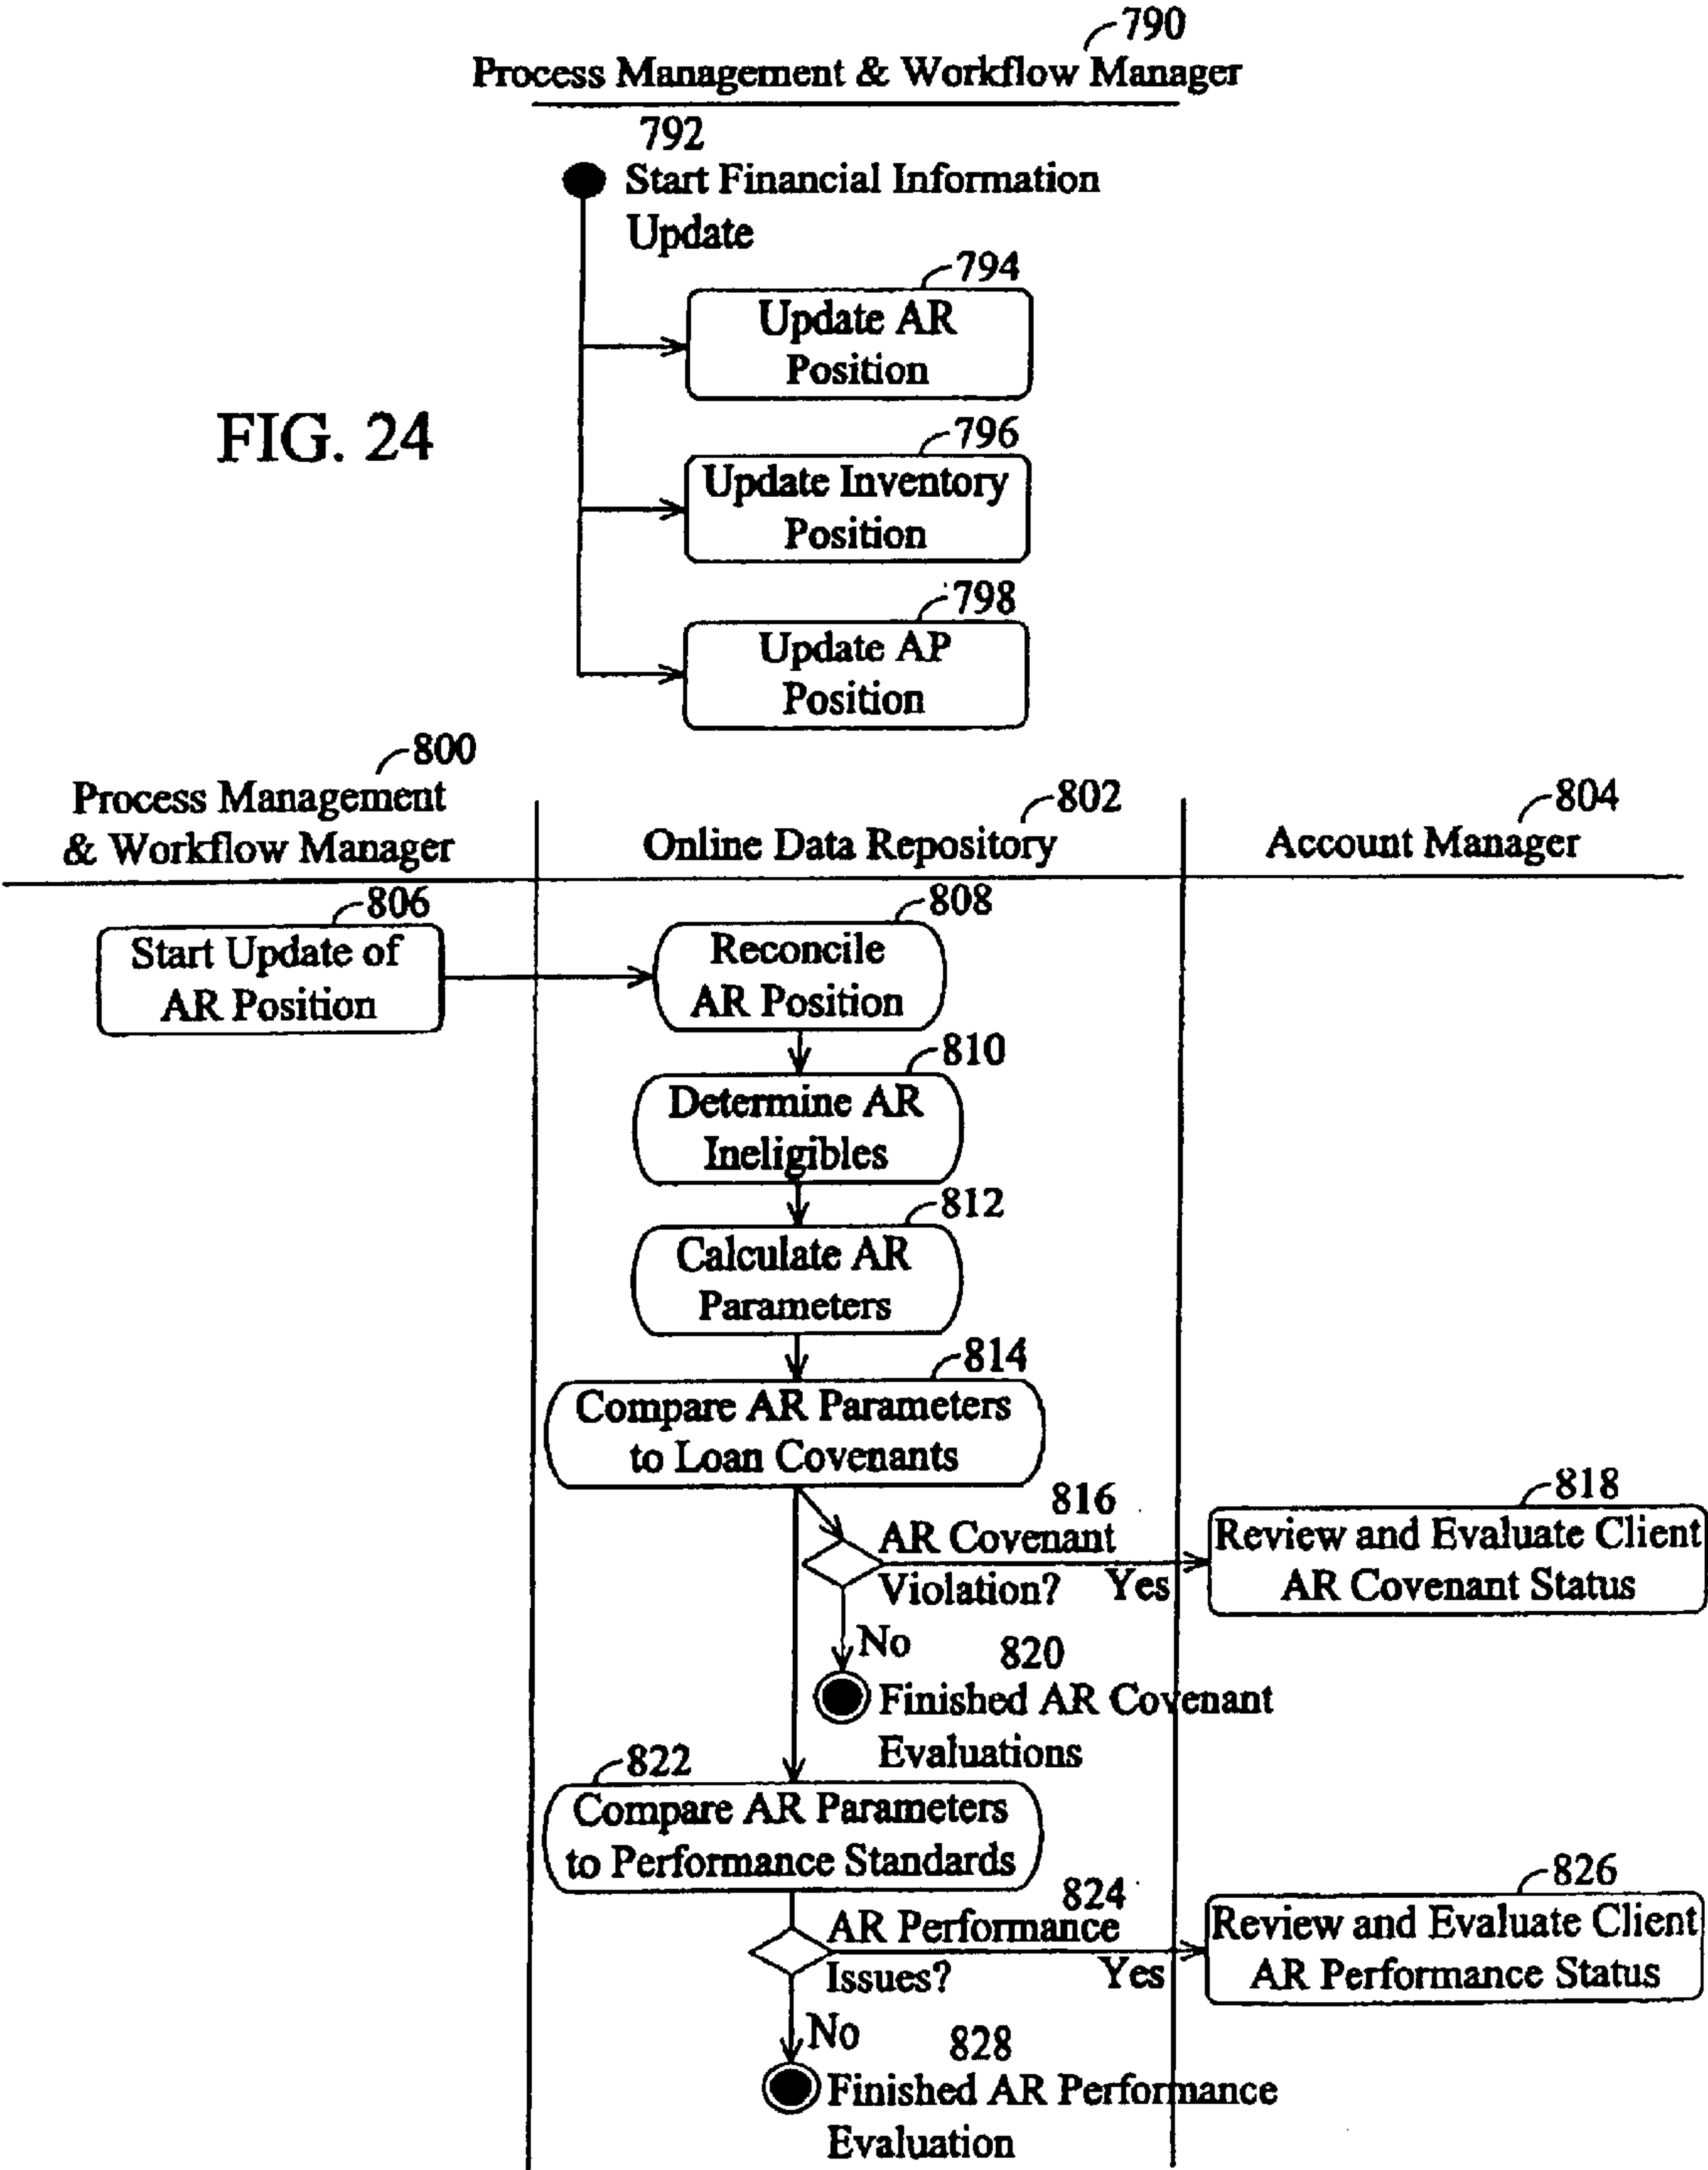 790
Process Management & Workflow Manager
792
Start Financial Information
Update
794
Update AR
Position
FIG. 24
796
Update Inventory
Position
798
Update AP
Position
800
Process Management
& Workflow Manager
802
Online Data Repository
804
Account Manager
806
Start Update of
AR Position
808
Reconcile
AR Position
810
Determine AR
Ineligibles
812
Calculate AR
Parameters
814
Compare AR Parameters
to Loan Covenants
816
AR Covenant
Violation?
Yes
818
Review and Evaluate Client
AR Covenant Status
No
820
Finished AR Covenant
Evaluations
822
Compare AR Parameters
to Performance Standards
824
AR Performance
Issues?
Yes
826
Review and Evaluate Client
AR Performance Status
No
828
Finished AR Performance
Evaluation